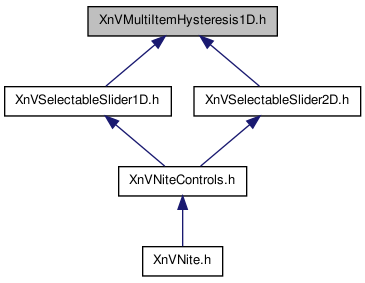 XnVMultiItemHysteresis1D.h
XnVSelectableSlider1D.h
XnVSelectableSlider2D.h
XnVNiteControls.h
XnVNite.h